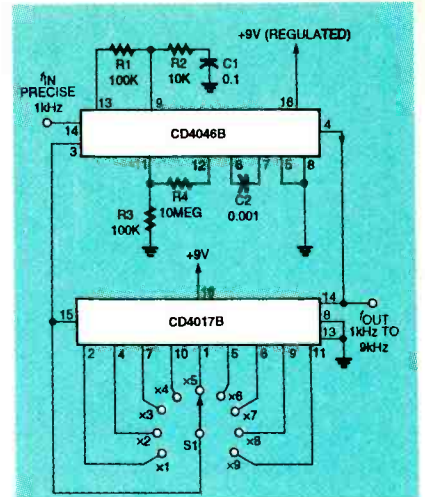 +9V (REGULATED)
R1
100K
R2
10K
C1
0.1
fIN
PRECISE
1kHz
13
9
16
14
4
3
CD4046B
11
12
6
7
5
8
R4
10MEG
C2
0.001
R3
100K
+9V
16
15
14
8
13
CD4017B
fOUT
1kHz TO
9kHz
2
4
7
10
1
5
6
9
11
x4
x5
x6
x3
x7
x2
S1
x8
x1
x9